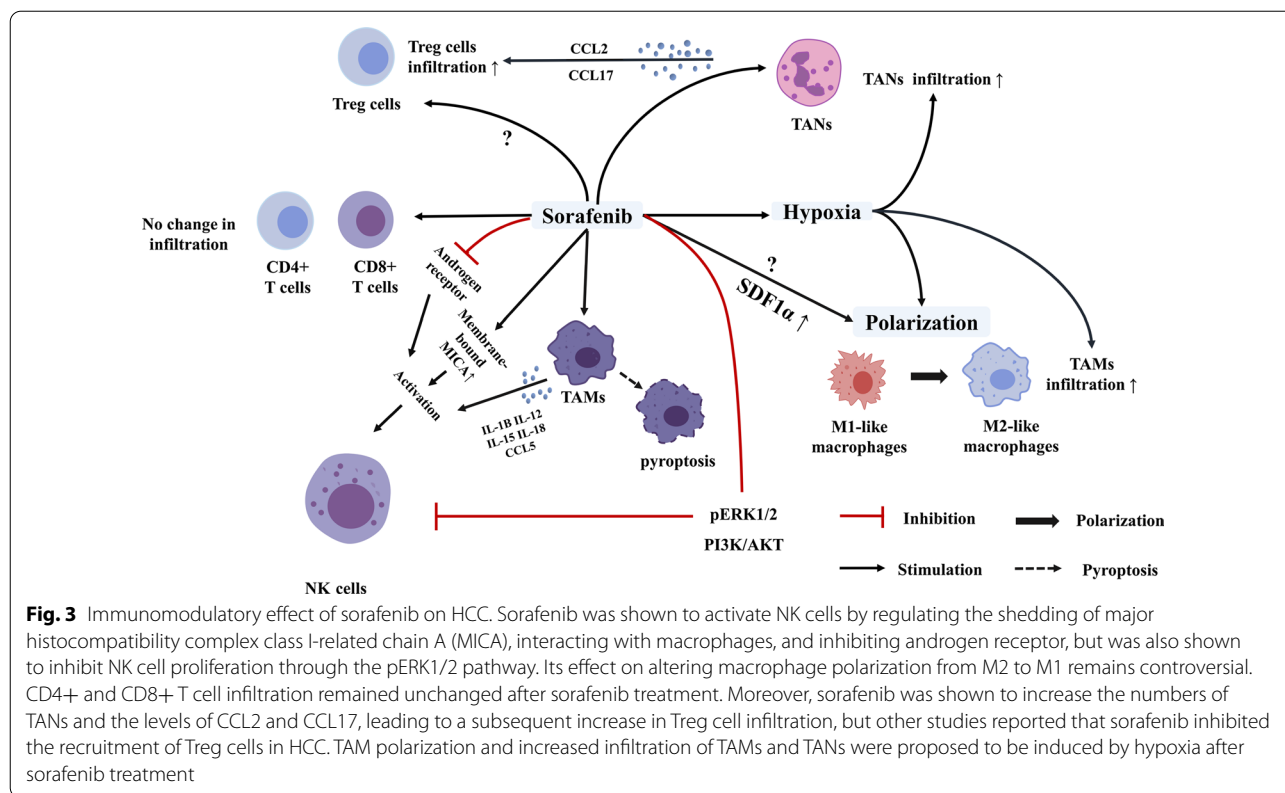 Treg cells
infiltration ↑
CCL2
CCL17
Treg cells
TANs
TANs infiltration ↑
?
No change in
infiltration
CD4+
T cells
CD8+
T cells
Sorafenib
Hypoxia
Androgen
receptor
Membrane-
bound
MICA↑
Activation
?
SDF1α ↑
Polarization
TAMs
IL-1B IL-12
IL-15 IL-18
CCL5
pyroptosis
M1-like
macrophages
M2-like
macrophages
TAMs
infiltration ↑
NK cells
pERK1/2
PI3K/AKT
Inhibition
Polarization
Stimulation
Pyroptosis
Fig. 3 Immunomodulatory effect of sorafenib on HCC. Sorafenib was shown to activate NK cells by regulating the shedding of major
histocompatibility complex class I-related chain A (MICA), interacting with macrophages, and inhibiting androgen receptor, but was also shown
to inhibit NK cell proliferation through the pERK1/2 pathway. Its effect on altering macrophage polarization from M2 to M1 remains controversial.
CD4+ and CD8+ T cell infiltration remained unchanged after sorafenib treatment. Moreover, sorafenib was shown to increase the numbers of
TANs and the levels of CCL2 and CCL17, leading to a subsequent increase in Treg cell infiltration, but other studies reported that sorafenib inhibited
the recruitment of Treg cells in HCC. TAM polarization and increased infiltration of TAMs and TANs were proposed to be induced by hypoxia after
sorafenib treatment